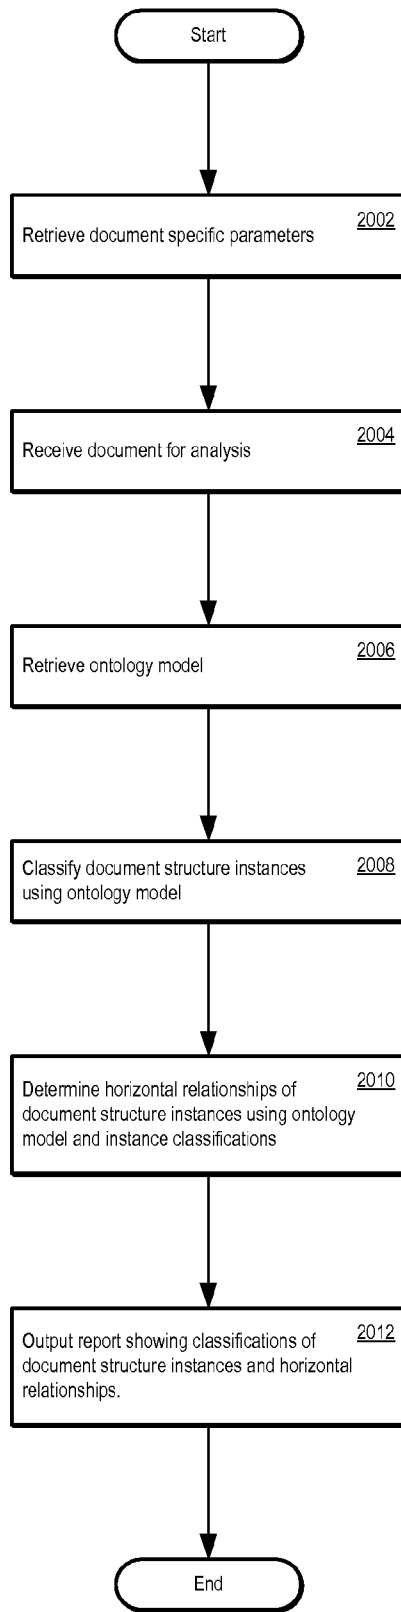 Start
2002
Retrieve document specific parameters
2004
Receive document for analysis
2006
Retrieve ontology model
2008
Classify document structure instances
using ontology model
2010
Determine horizontal relationships of
document structure instances using ontology
model and instance classifications
2012
Output report showing classifications of
document structure instances and horizontal
relationships.
End